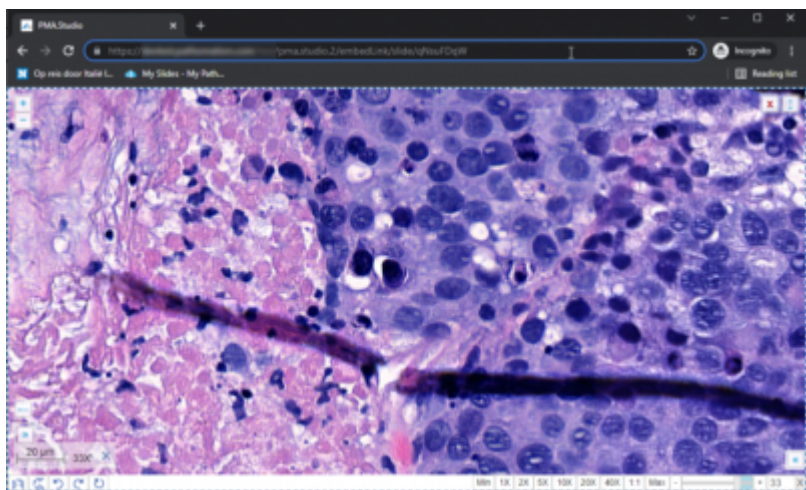 PMA.Studio
https:// /pma.studio.2/embedLink/slide/
Incognito
Op reis door Italië L... My Slides - My Path...
Reading list
x
20 µm 33X
Min 1X 2X 5X 10X 20X 40X 1:1 Max - + 33